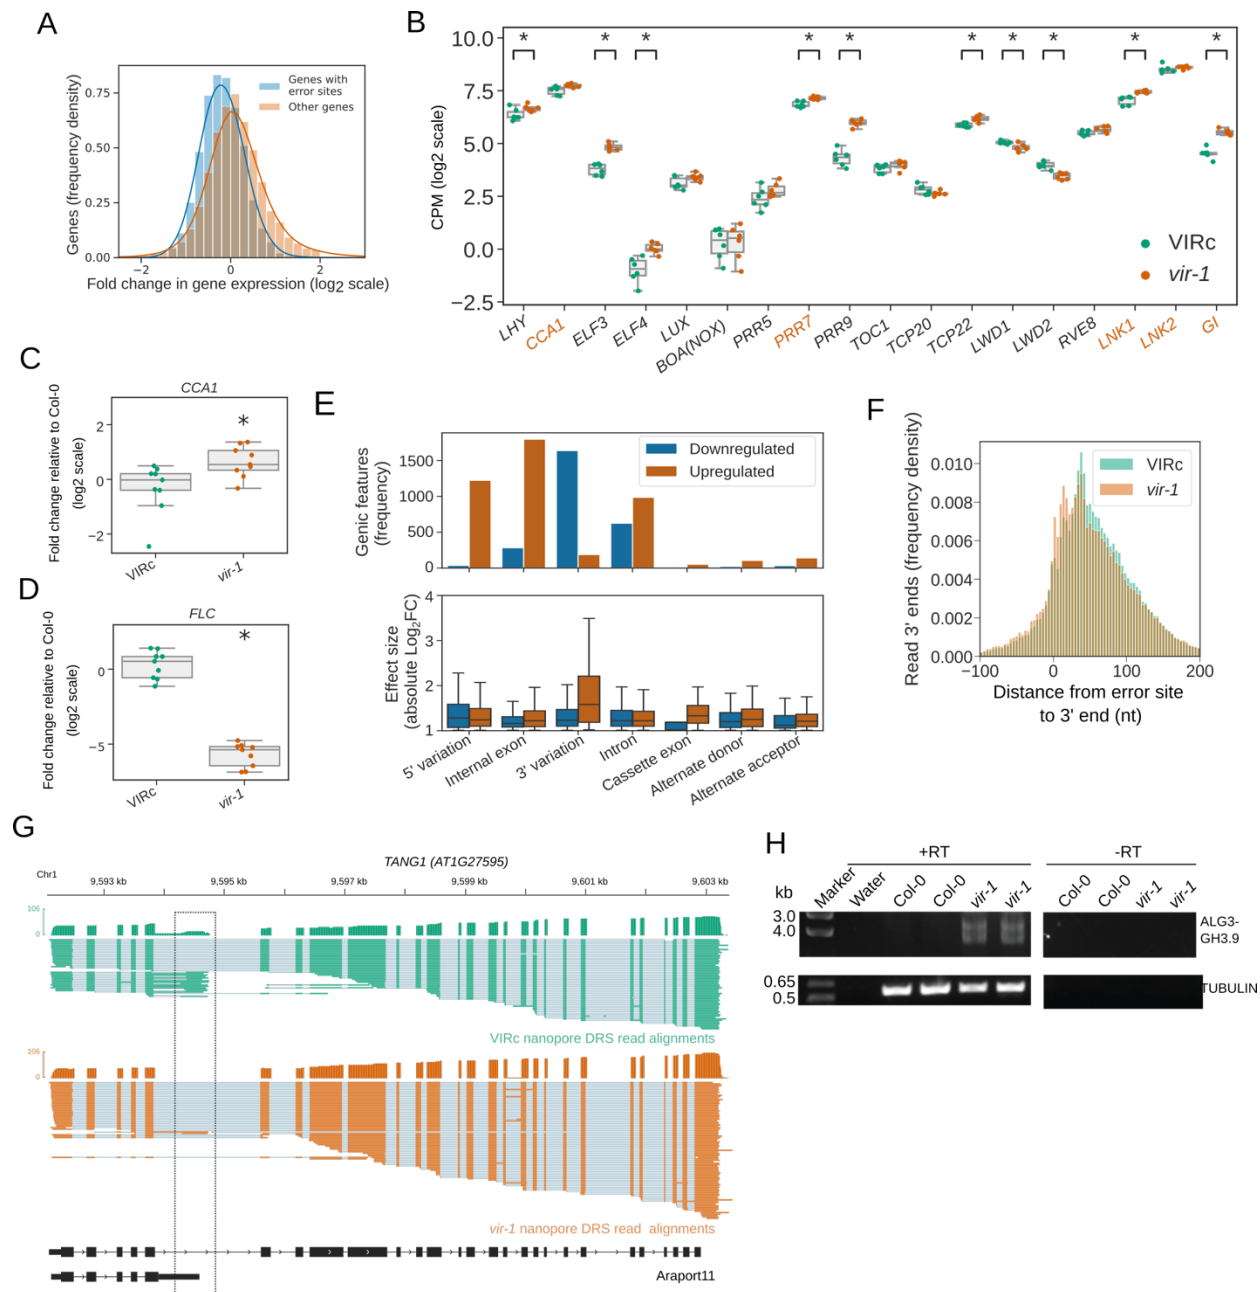 A
Genes (frequency density)
0.75
0.50
0.25
0.00
−2
0
2
Fold change in gene expression (log2 scale)
Genes with
error sites
Other genes
B
CPM (log2 scale)
10.0
7.5
5.0
2.5
0.0
−2.5
* * * * * * * * * *
VIRc
vir-1
LHY
CCA1
ELF3
ELF4
LUX
BOA(NOX)
PRR5
PRR7
PRR9
TOC1
TCP20
TCP22
LWD1
LWD2
RVE8
LNK1
LNK2
GI
C
CCA1
Fold change relative to Col-0
(log2 scale)
2
0
−2
*
VIRc
vir-1
D
FLC
Fold change relative to Col-0
(log2 scale)
0
−5
*
VIRc
vir-1
E
Genic features
(frequency)
1500
1000
500
0
Downregulated
Upregulated
Effect size
(absolute Log2FC)
4
3
2
1
5' variation
Internal exon
3' variation
Intron
Cassette exon
Alternate donor
Alternate acceptor
F
Read 3' ends (frequency density)
0.010
0.008
0.006
0.004
0.002
0.000
−100
0
100
200
Distance from error site
to 3' end (nt)
VIRc
vir-1
G
TANG1 (AT1G27595)
Chr1
9,593 kb
9,595 kb
9,597 kb
9,599 kb
9,601 kb
9,603 kb
106
0
VIRc nanopore DRS read alignments
106
0
vir-1 nanopore DRS read alignments
Araport11
H
+RT
-RT
kb
Marker
Water
Col-0
Col-0
vir-1
vir-1
Col-0
Col-0
vir-1
vir-1
3.0
4.0
ALG3-
GH3.9
0.65
0.5
TUBULIN